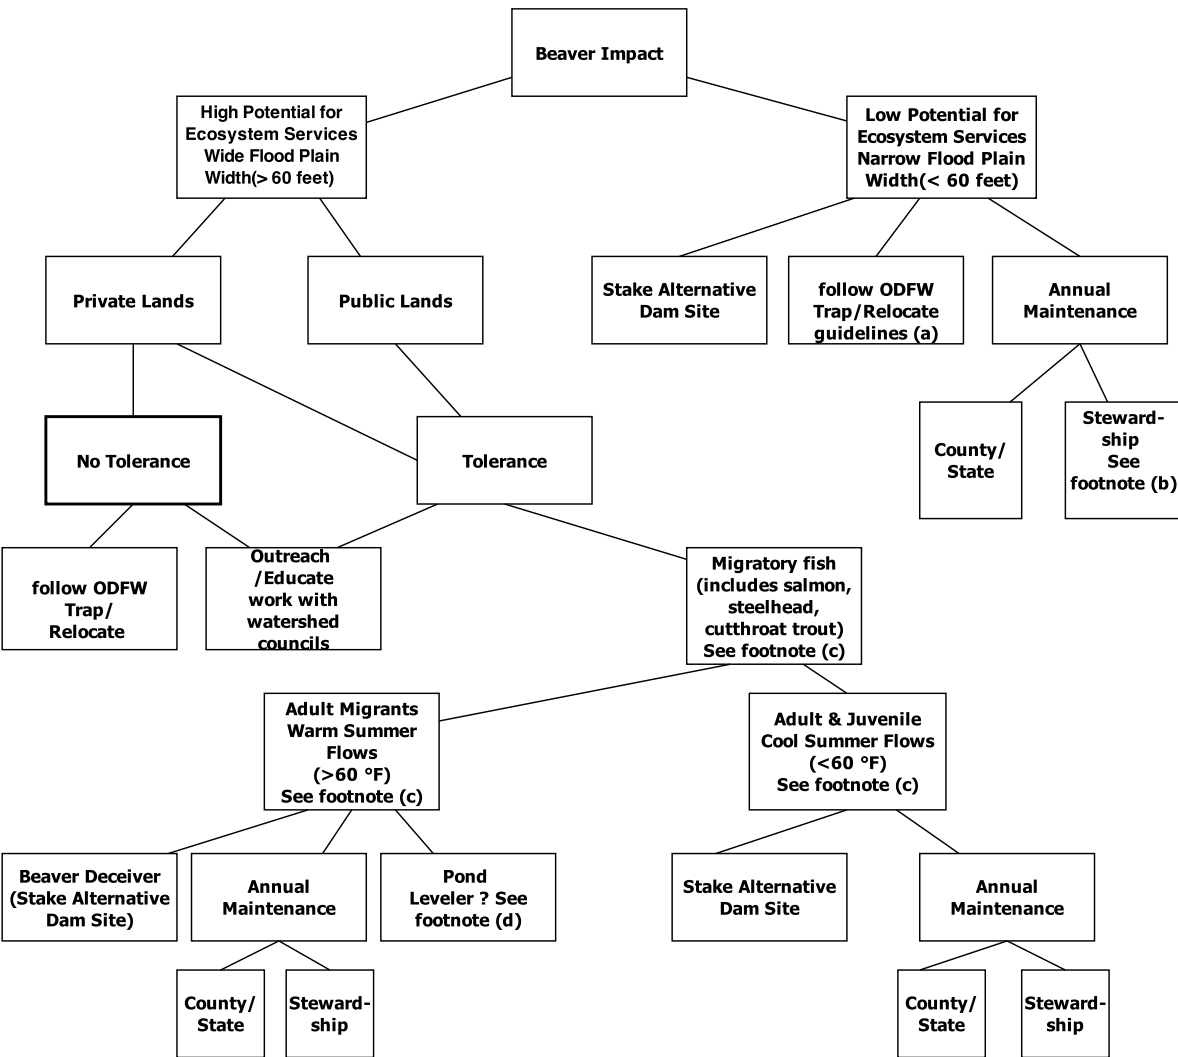 Beaver Impact
High Potential for
Ecosystem Services
Wide Flood Plain
Width(> 60 feet)
Low Potential for
Ecosystem Services
Narrow Flood Plain
Width(< 60 feet)
Private Lands
Public Lands
Stake Alternative
Dam Site
follow ODFW
Trap/Relocate
guidelines (a)
Annual
Maintenance
No Tolerance
Tolerance
County/
State
Steward-
ship
See
footnote (b)
follow ODFW
Trap/
Relocate
Outreach
/Educate
work with
watershed
councils
Migratory fish
(includes salmon,
steelhead,
cutthroat trout)
See footnote (c)
Adult Migrants
Warm Summer
Flows
(>60 °F)
See footnote (c)
Adult & Juvenile
Cool Summer Flows
(<60 °F)
See footnote (c)
Beaver Deceiver
(Stake Alternative
Dam Site)
Annual
Maintenance
Pond
Leveler ? See
footnote (d)
Stake Alternative
Dam Site
Annual
Maintenance
County/
State
Steward-
ship
County/
State
Steward-
ship